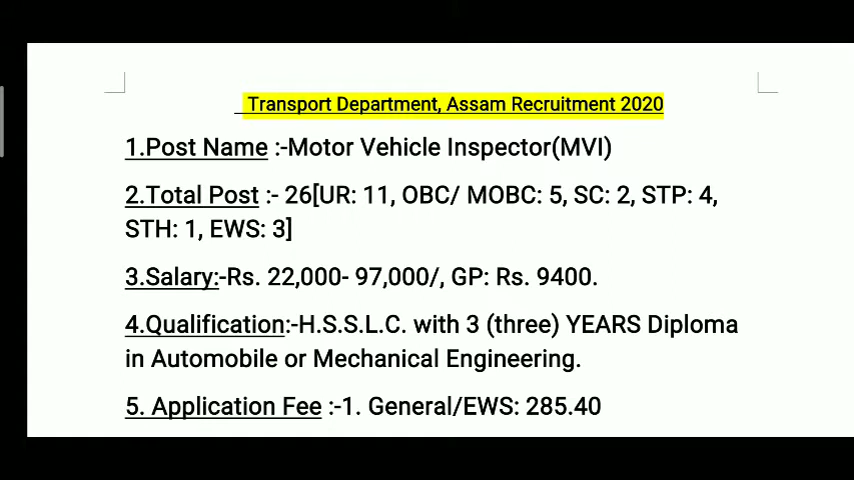 Transport Department, Assam Recruitment 2020
1.Post Name :-Motor Vehicle Inspector(MVI)
2.Total Post :- 26[UR: 11, OBC/ MOBC: 5, SC: 2, STP: 4,
STH: 1, EWS: 3]
3.Salary:-Rs. 22,000- 97,000/, GP: Rs. 9400.
4.Qualification:-H.S.S.L.C. with 3 (three) YEARS Diploma
in Automobile or Mechanical Engineering.
5. Application Fee :-1. General/EWS: 285.40